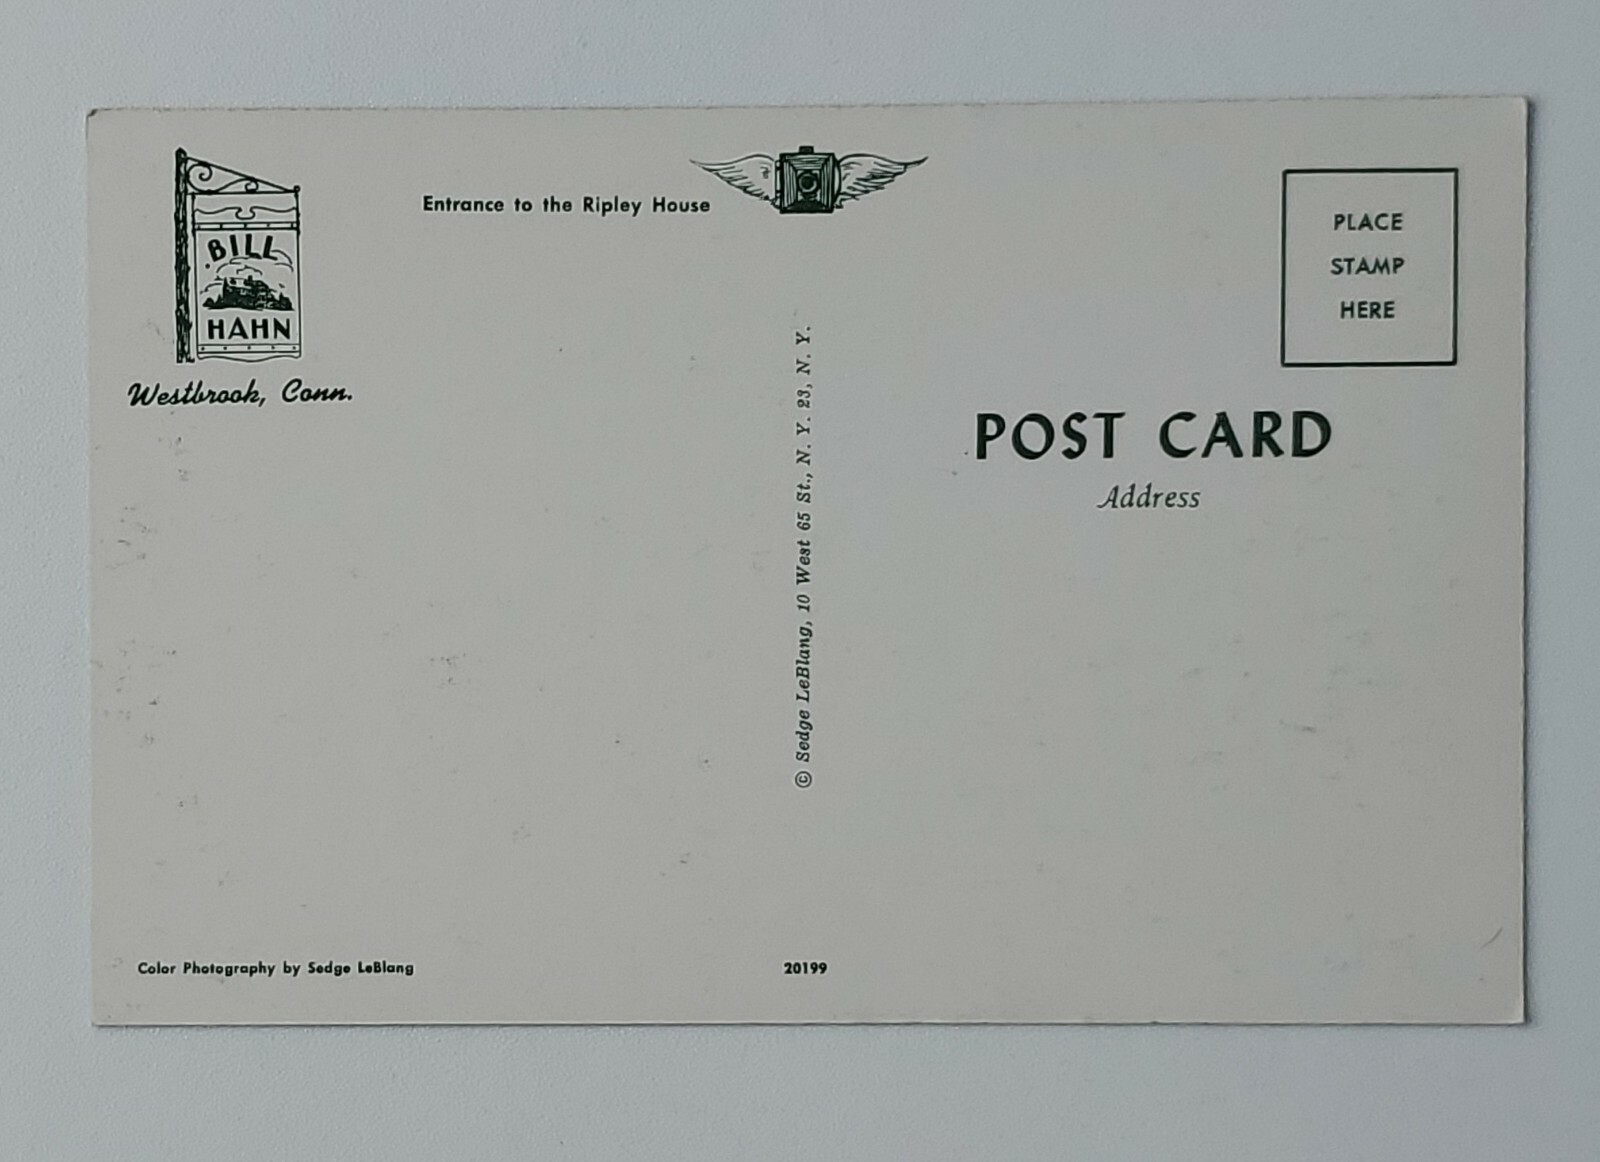 BILL
HAHN
Westbrook, Conn.
Entrance to the Ripley House
PLACE
STAMP
HERE
POST CARD
Address
© Sedge LeBlang, 10 West 65 St., N. Y. 23, N. Y.
Color Photography by Sedge LeBlang
20199